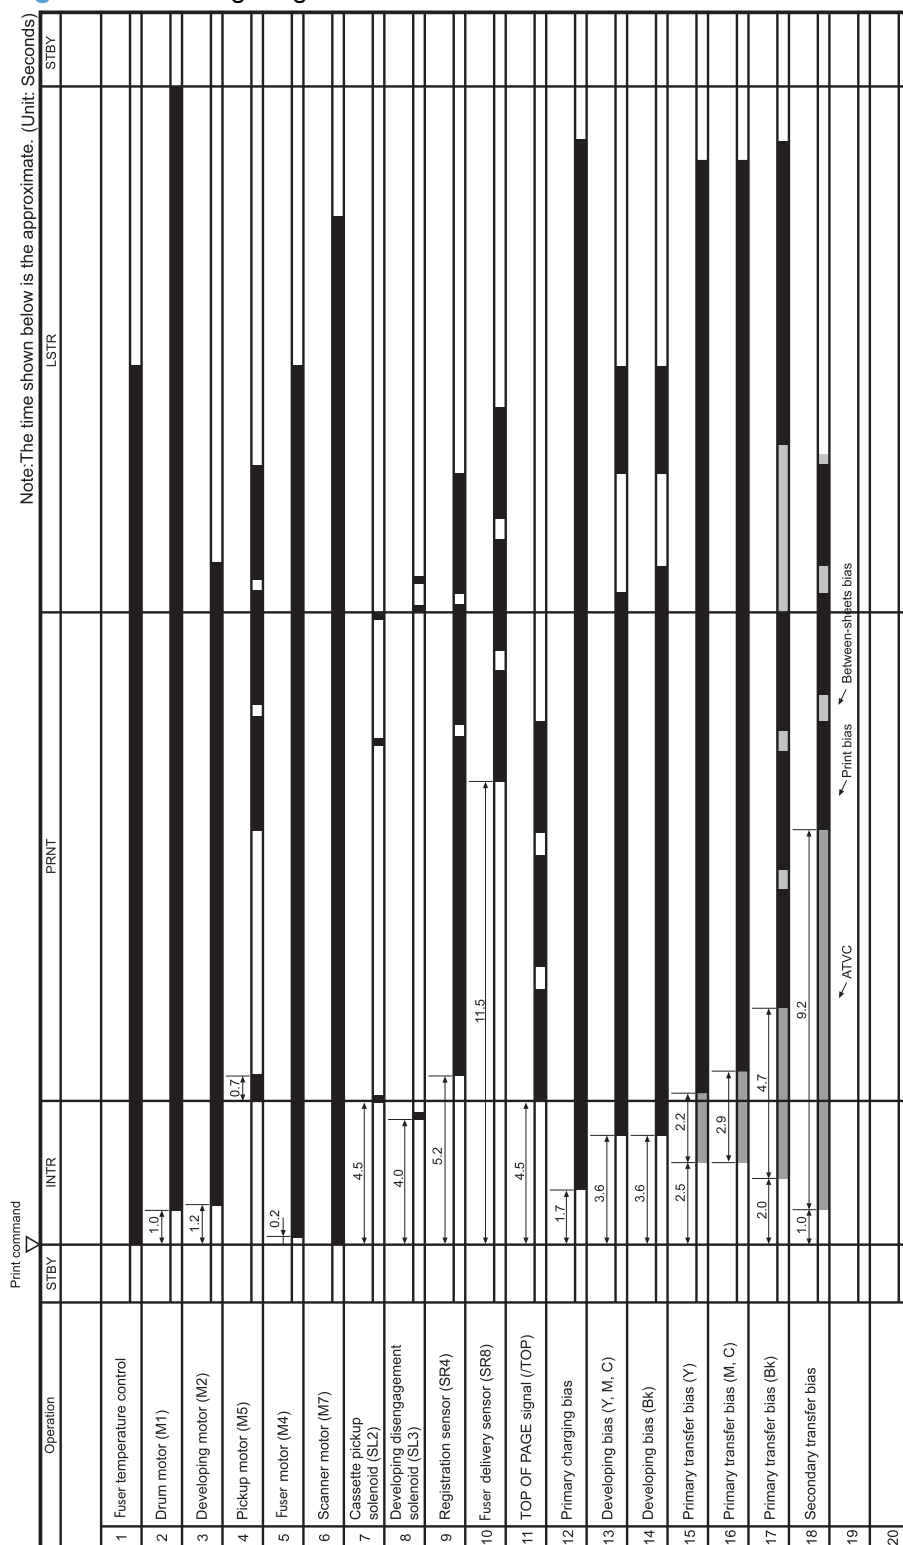 Note:The time shown below is the approximate. (Unit: Seconds)
Print command
Operation
STBY
INTR
PRNT
LSTR
STBY
1 Fuser temperature control
2 Drum motor (M1)
1.0
3 Developing motor (M2)
1.2
4 Pickup motor (M5)
0.7
5 Fuser motor (M4)
0.2
6 Scanner motor (M7)
7 Cassette pickup
solenoid (SL2)
4.5
8 Developing disengagement
solenoid (SL3)
4.0
9 Registration sensor (SR4)
5.2
10 Fuser delivery sensor (SR8)
11.5
11 TOP OF PAGE signal (/TOP)
4.5
12 Primary charging bias
1.7
13 Developing bias (Y, M, C)
3.6
14 Developing bias (Bk)
3.6
15 Primary transfer bias (Y)
2.5 2.2
16 Primary transfer bias (M, C)
2.9
17 Primary transfer bias (Bk)
2.0 4.7
18 Secondary transfer bias
1.0 9.2
19
ATVC
Print bias
Between-sheets bias
20